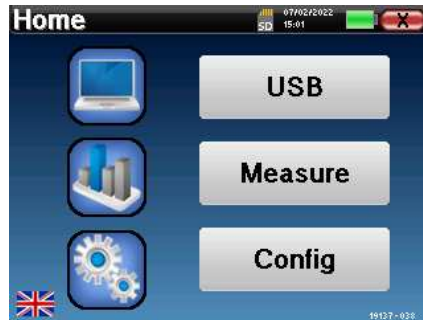 Home
SD
07/02/2022
15:01
X
USB
Measure
Config
19137-038